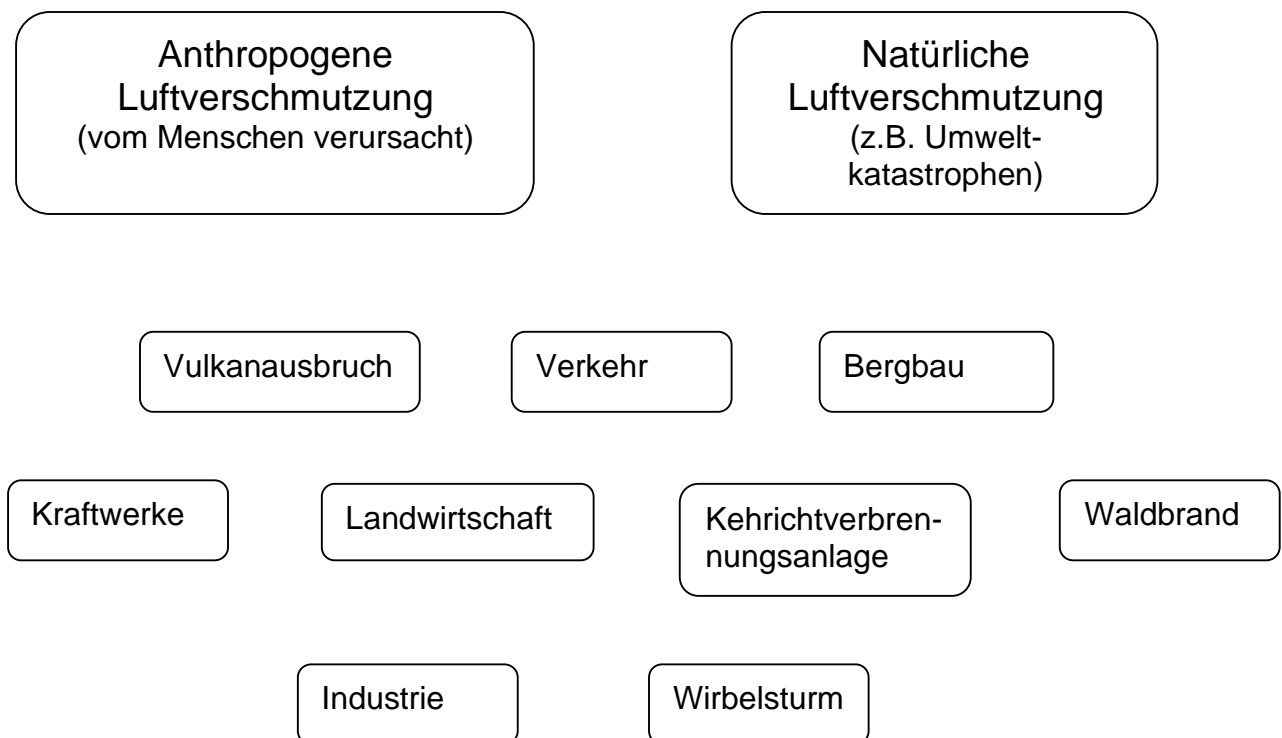 Anthropogene
Luftverschmutzung
(vom Menschen verursacht)
Natürliche
Luftverschmutzung
(z.B. Umwelt-
katastrophen)
Vulkanausbruch
Verkehr
Bergbau
Kraftwerke
Landwirtschaft
Kehrichtverbren-
nungsanlage
Waldbrand
Industrie
Wirbelsturm